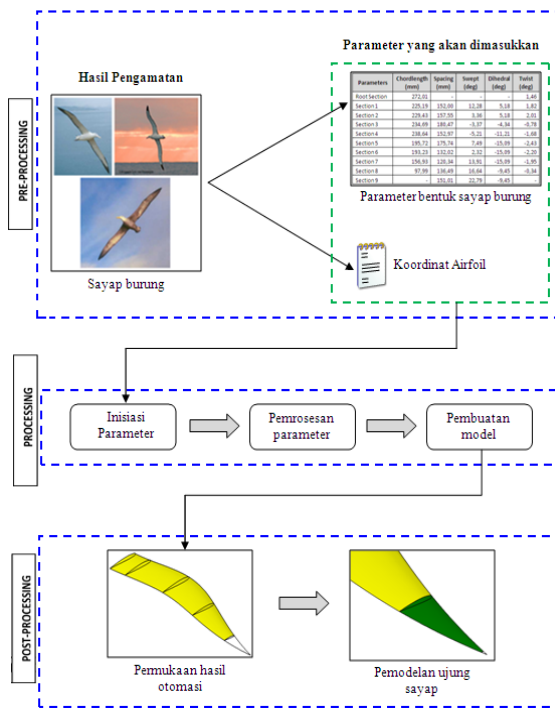 PRE-PROCESSING
Hasil Pengamatan
Sayap burung
Parameter yang akan dimasukkan
Parameters Chordlength (mm) Spacing (mm) Swept (deg) Dihedral (deg) Twist (deg)
Root Section 272,01 - - - 1,46
Section 1 225,19 152,00 12,28 5,18 1,82
Section 2 229,43 157,55 3,36 5,18 2,01
Section 3 234,69 189,47 -0,37 -4,34 -0,78
Section 4 238,64 152,97 -5,21 -11,21 -1,68
Section 5 195,72 175,74 7,49 -15,09 -2,43
Section 6 193,23 132,02 2,32 -15,09 -2,20
Section 7 156,93 120,34 13,91 -15,09 -1,95
Section 8 97,99 136,49 16,64 -9,45 -0,34
Section 9 - 151,01 22,79 -9,45 -
Parameter bentuk sayap burung
Koordinat Airfoil
PROCESSING
Inisiasi
Parameter
Pemrosesan
parameter
Pembuatan
model
POST-PROCESSING
Permukaan hasil
otomasi
Pemodelan ujung
sayap